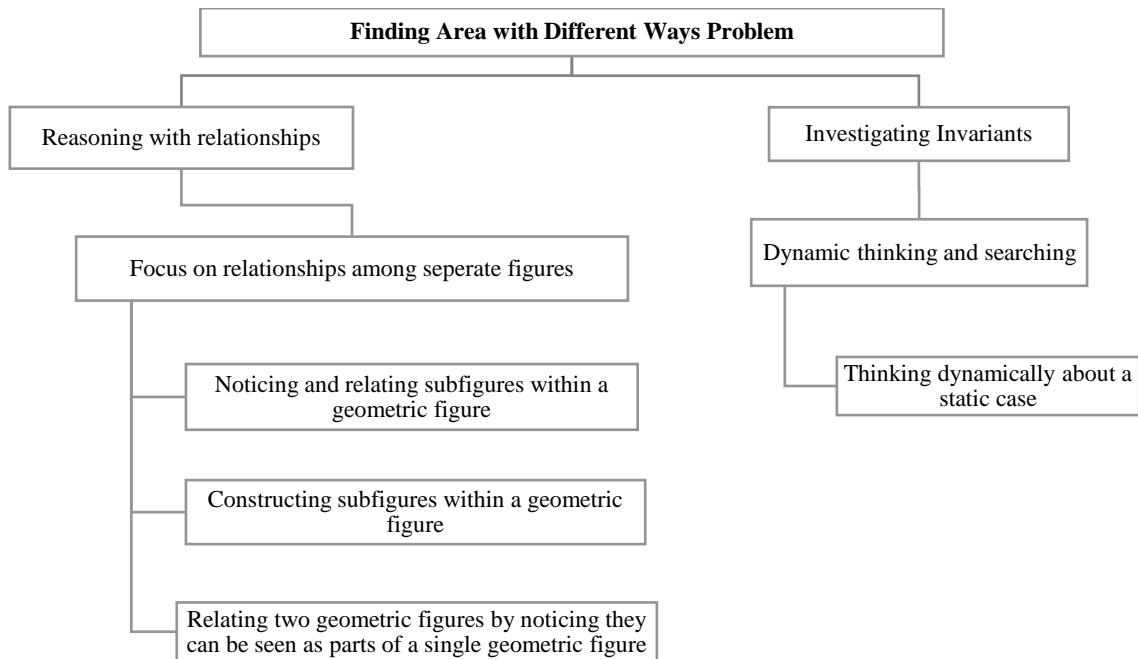 Finding Area with Different Ways Problem
Reasoning with relationships
Investigating Invariants
Focus on relationships among seperate figures
Dynamic thinking and searching
Noticing and relating subfigures within a
geometric figure
Thinking dynamically about a
static case
Constructing subfigures within a geometric
figure
Relating two geometric figures by noticing they
can be seen as parts of a single geometric figure